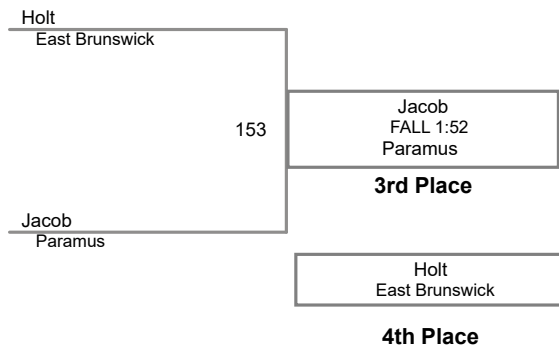 Holt
East Brunswick
153
Jacob
FALL 1:52
Paramus
3rd Place
Jacob
Paramus
Holt
East Brunswick
4th Place